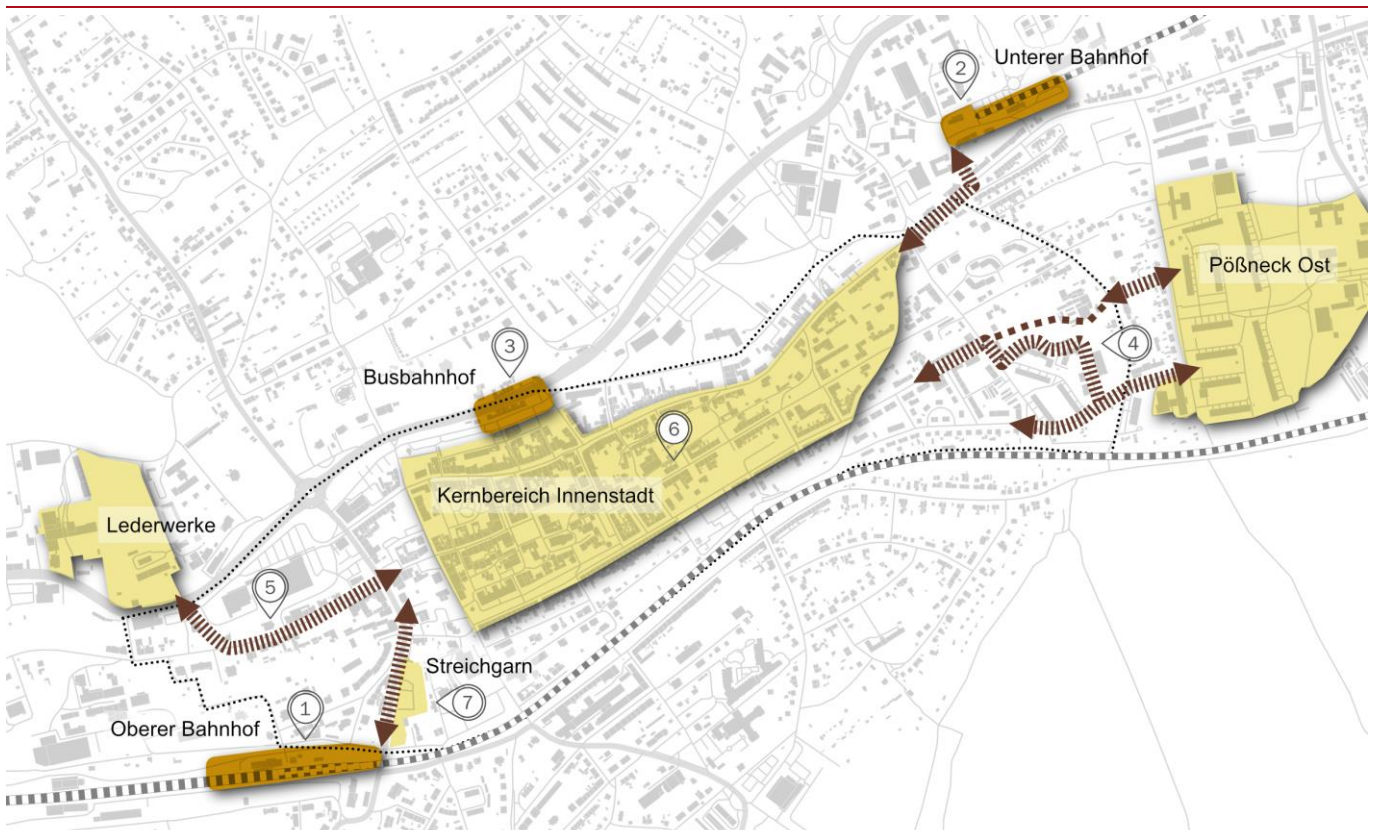 Unterer Bahnhof
2
Pößneck Ost
3
4
Busbahnhof
6
Kernbereich Innenstadt
Lederwerke
5
Streichgarn
7
1
Oberer Bahnhof